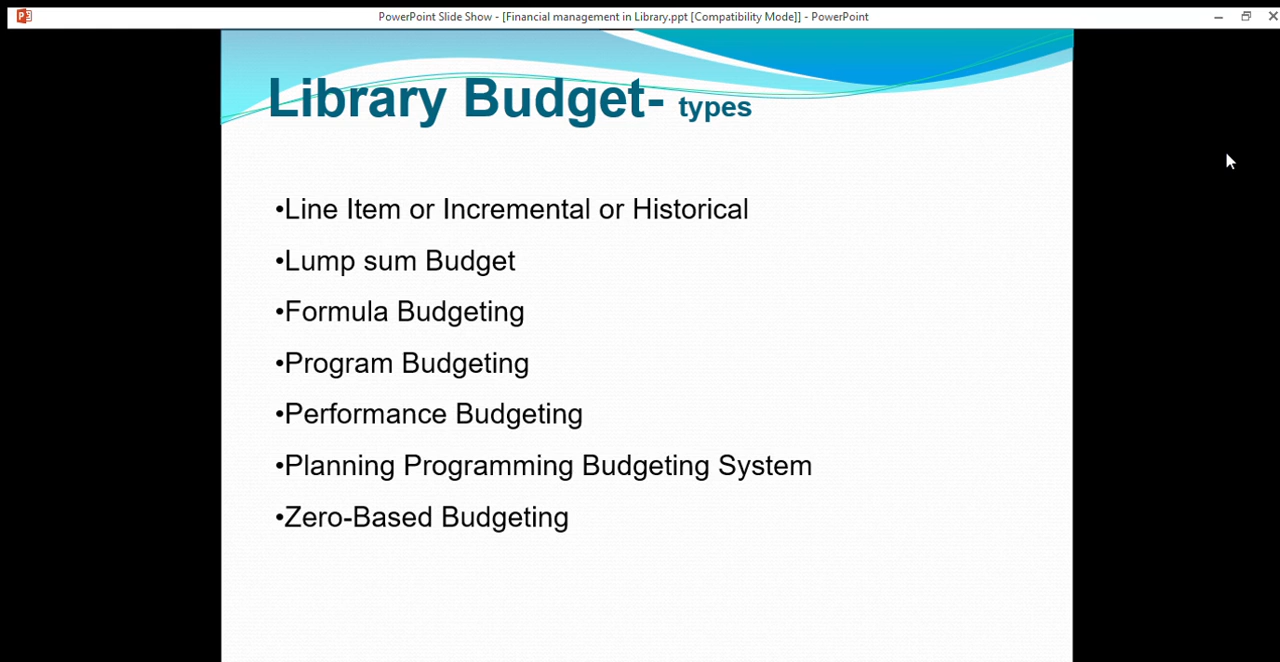 PowerPoint Slide Show - [Financial management in Library.ppt [Compatibility Mode]] - PowerPoint
Library Budget- types
•Line Item or Incremental or Historical
•Lump sum Budget
•Formula Budgeting
•Program Budgeting
•Performance Budgeting
•Planning Programming Budgeting System
•Zero-Based Budgeting